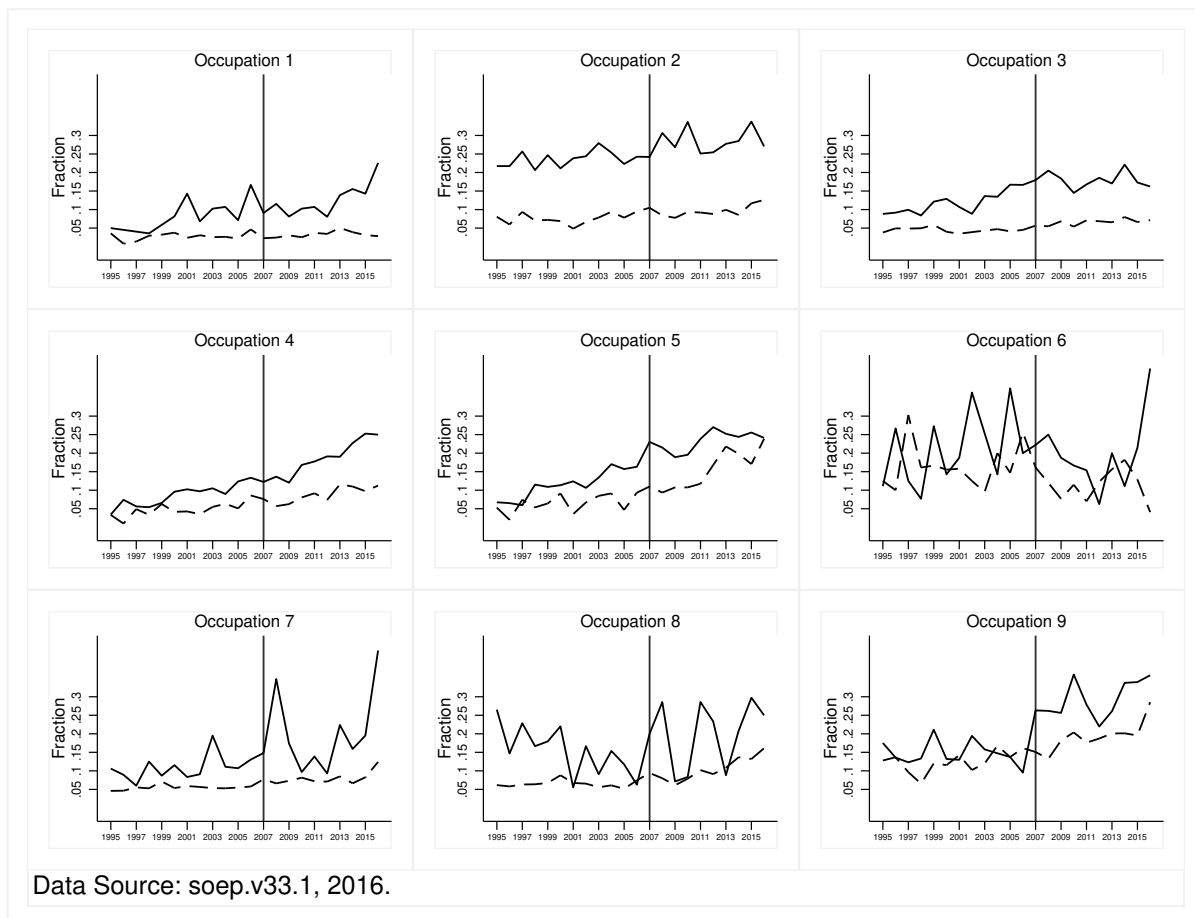 Occupation 1
Fraction
.05 .1 .15 .2 .25 .3
1995 1997 1999 2001 2003 2005 2007 2009 2011 2013 2015
Occupation 2
Fraction
.05 .1 .15 .2 .25 .3
1995 1997 1999 2001 2003 2005 2007 2009 2011 2013 2015
Occupation 3
Fraction
.05 .1 .15 .2 .25 .3
1995 1997 1999 2001 2003 2005 2007 2009 2011 2013 2015
Occupation 4
Fraction
.05 .1 .15 .2 .25 .3
1995 1997 1999 2001 2003 2005 2007 2009 2011 2013 2015
Occupation 5
Fraction
.05 .1 .15 .2 .25 .3
1995 1997 1999 2001 2003 2005 2007 2009 2011 2013 2015
Occupation 6
Fraction
.05 .1 .15 .2 .25 .3
1995 1997 1999 2001 2003 2005 2007 2009 2011 2013 2015
Occupation 7
Fraction
.05 .1 .15 .2 .25 .3
1995 1997 1999 2001 2003 2005 2007 2009 2011 2013 2015
Occupation 8
Fraction
.05 .1 .15 .2 .25 .3
1995 1997 1999 2001 2003 2005 2007 2009 2011 2013 2015
Occupation 9
Fraction
.05 .1 .15 .2 .25 .3
1995 1997 1999 2001 2003 2005 2007 2009 2011 2013 2015
Data Source: soep.v33.1, 2016.